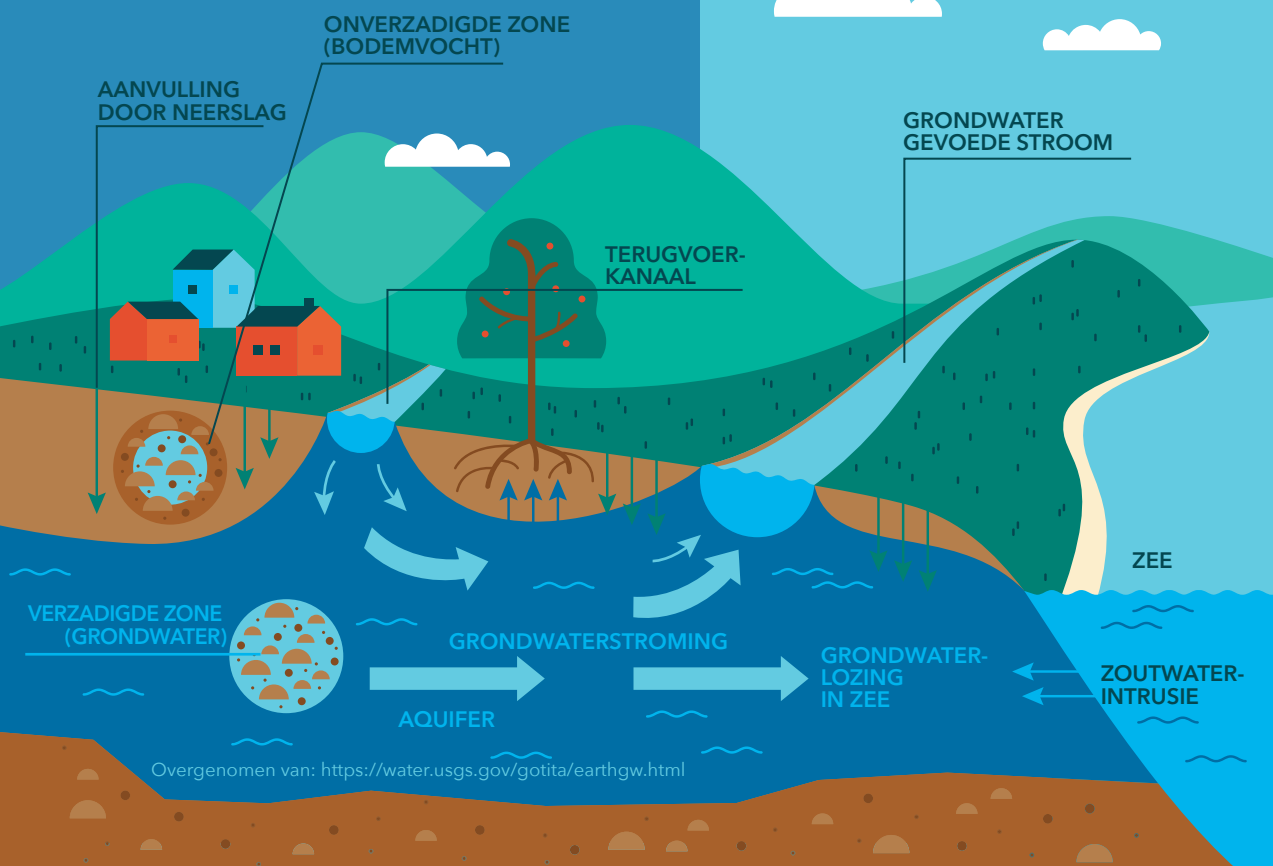 ONVERZADIGDE ZONE
(BODEMVOCHT)
AANVULLING
DOOR NEERSLAG
GRONDWATER
GEVOEDE STROOM
TERUGVOER-
KANAAL
ZEE
VERZADIGDE ZONE
(GRONDWATER)
GRONDWATERSTROMING
GRONDWATER-
LOZING
IN ZEE
ZOUTWATER-
INTRUSIE
AQUIFER
Overgenomen van: https://water.usgs.gov/gotita/earthgw.html